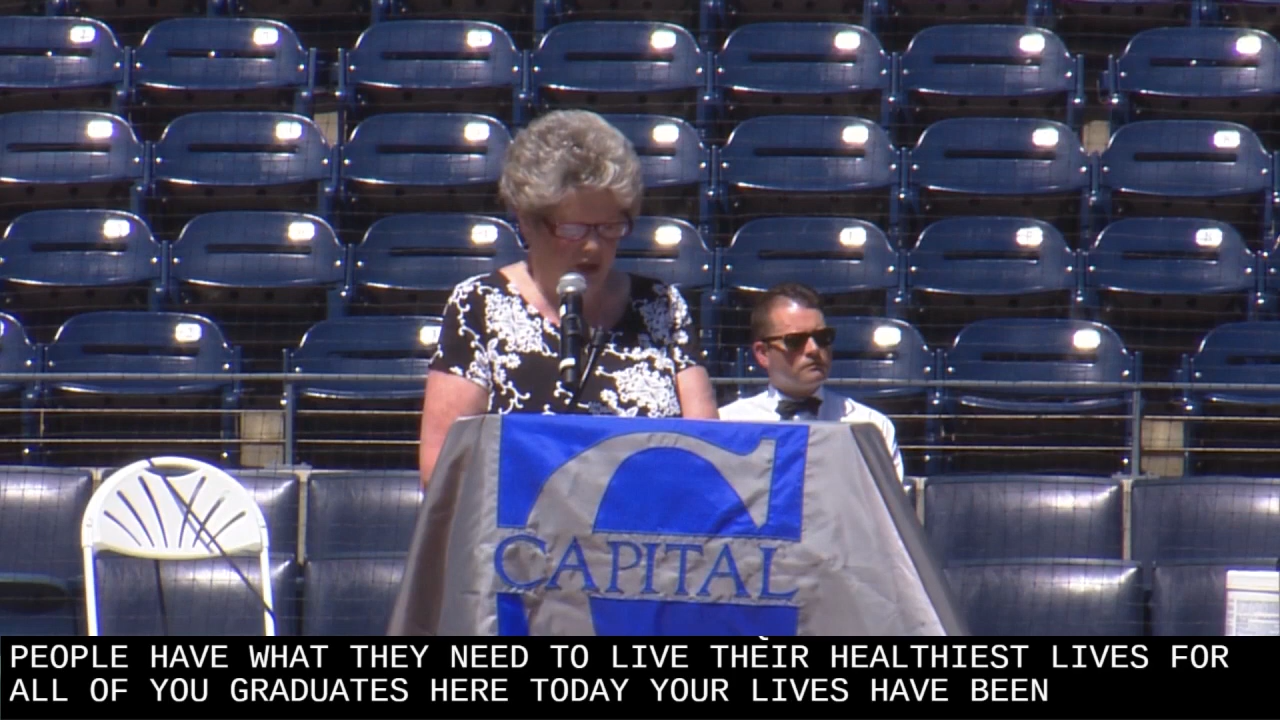 CAPITAL
PEOPLE HAVE WHAT THEY NEED TO LIVE THEIR HEALTHIEST LIVES FOR
ALL OF YOU GRADUATES HERE TODAY YOUR LIVES HAVE BEEN